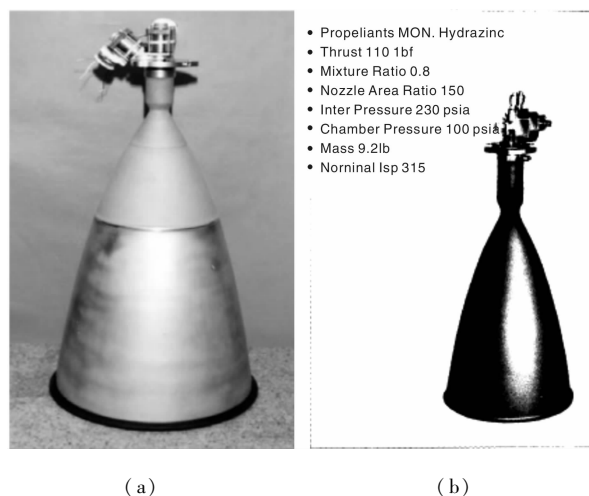 • Propeliants MON. Hydrazinc
• Thrust 110 1bf
• Mixture Ratio 0.8
• Nozzle Area Ratio 150
• Inter Pressure 230 psia
• Chamber Pressure 100 psia
• Mass 9.2lb
• Norninal Isp 315
(a)
(b)